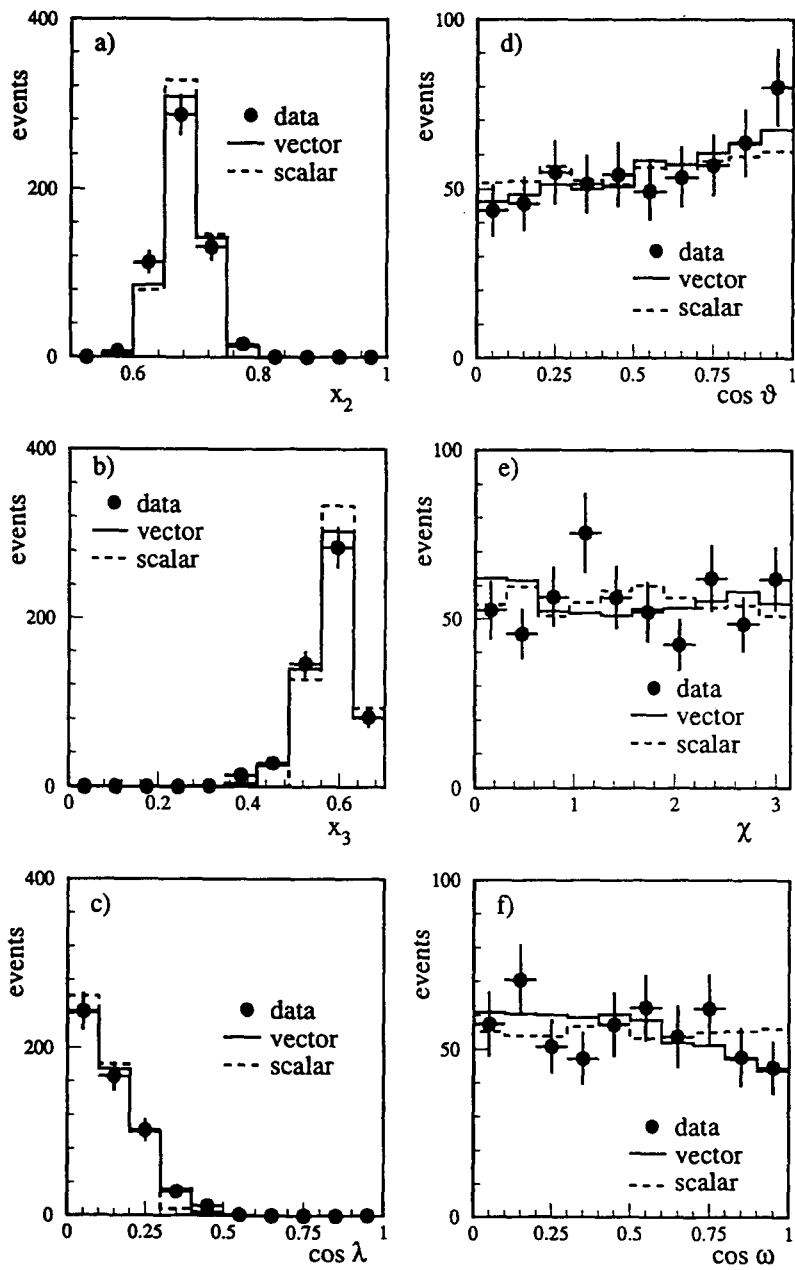 a)
events
400
200
0
data
vector
scalar
0.6
0.8
1
x2
b)
events
400
200
0
data
vector
scalar
0
0.2
0.4
0.6
x3
c)
events
400
200
0
data
vector
scalar
0
0.25
0.5
0.75
1
cos λ
d)
events
100
50
0
data
vector
scalar
0
0.25
0.5
0.75
1
cos ϑ
e)
events
100
50
0
data
vector
scalar
0
1
2
3
χ
f)
events
100
50
0
data
vector
scalar
0
0.25
0.5
0.75
1
cos ω